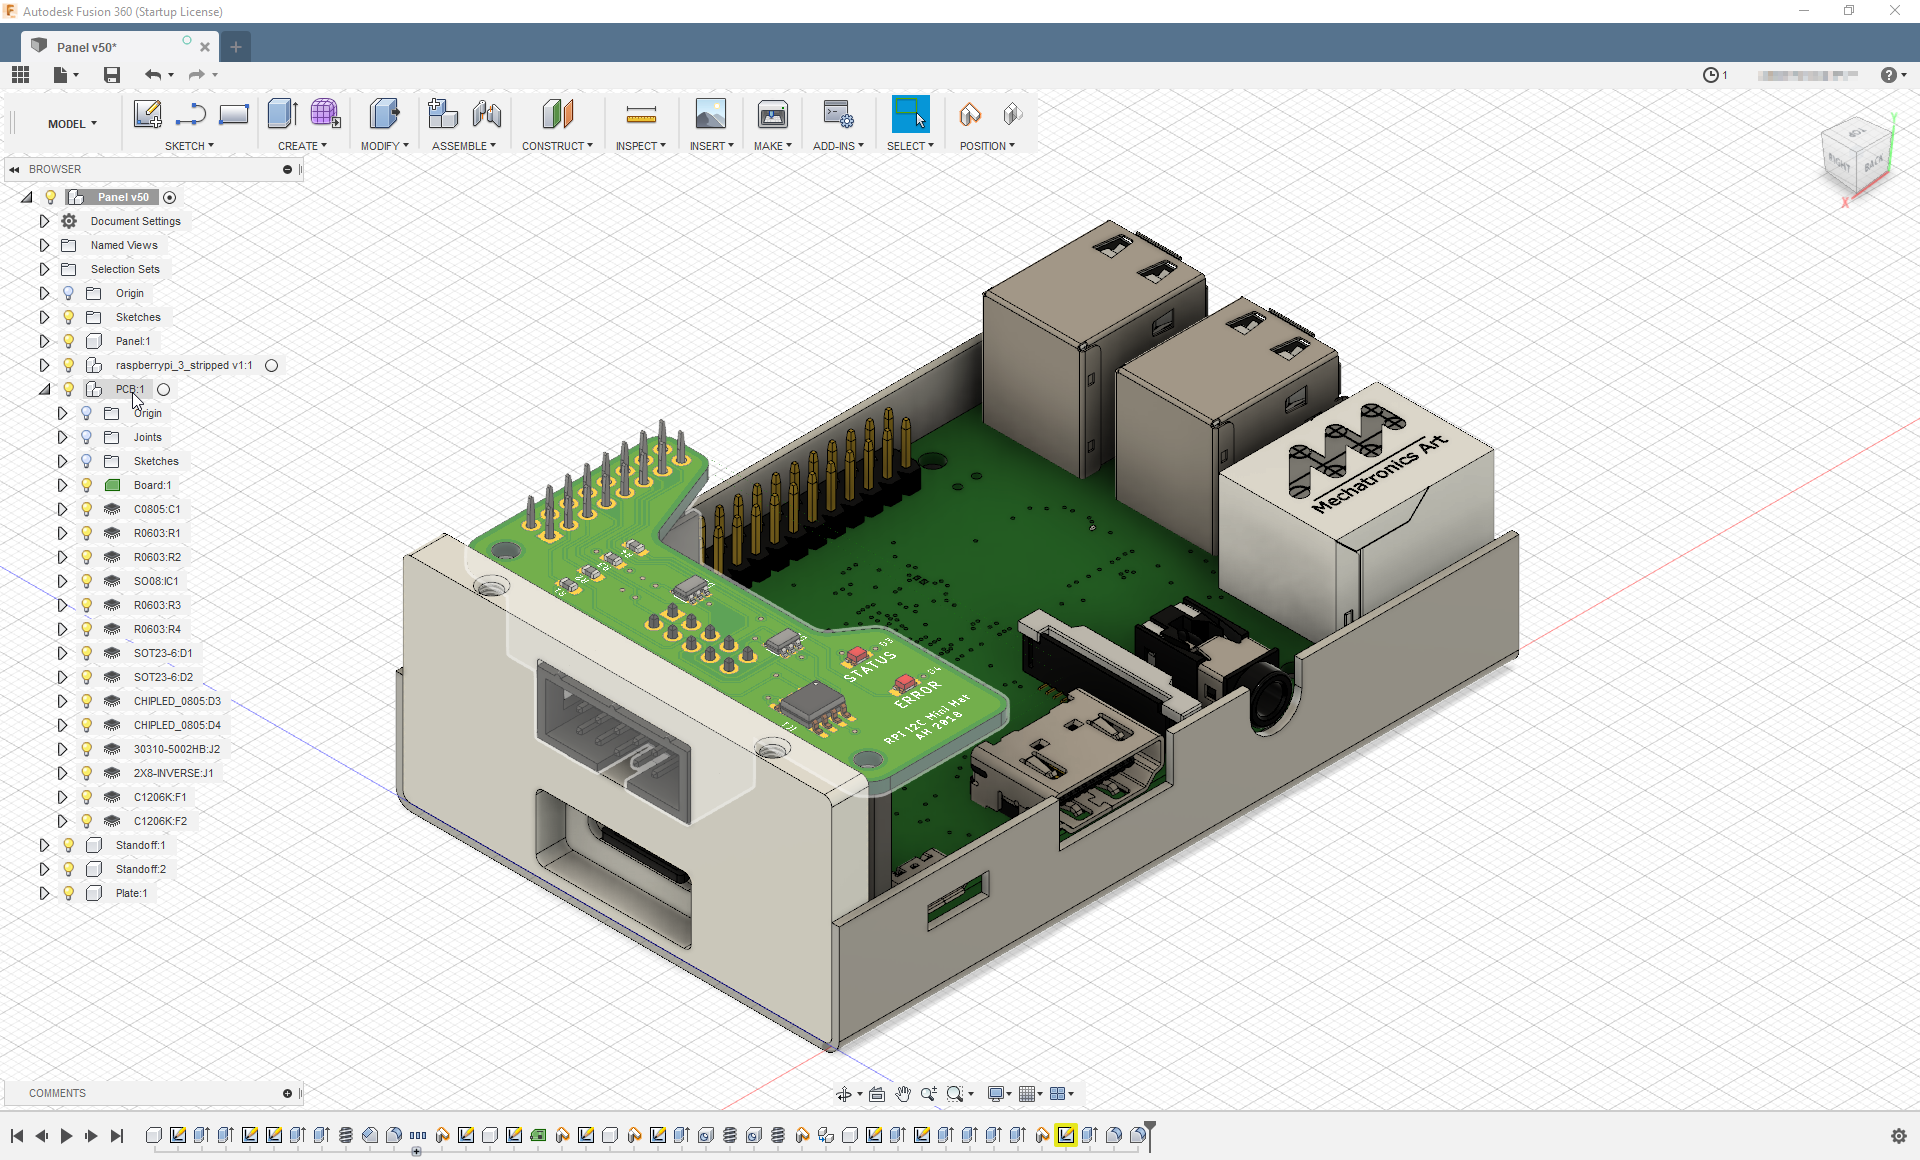 Autodesk Fusion 360 (Startup License)
Panel v50*
1
MODEL
SKETCH
CREATE
MODIFY
ASSEMBLE
CONSTRUCT
INSPECT
INSERT
MAKE
ADD-INS
SELECT
POSITION
BROWSER
Panel v50
Document Settings
Named Views
Selection Sets
Origin
Sketches
Panel:1
raspberrypi_3_stripped v1:1
PCB:1
Origin
Joints
Sketches
Board:1
C0805:C1
R0603:R1
R0603:R2
SO08:IC1
R0603:R3
R0603:R4
SOT23-6:D1
SOT23-6:D2
CHIPLED_0805:D3
CHIPLED_0805:D4
30310-5002HB:J2
2X8-INVERSE:J1
C1206K:F1
C1206K:F2
Standoff:1
Standoff:2
Plate:1
TOP
RIGHT
BACK
Y
X
Mechatronics Art
D3
STATUS
D4
ERROR
RPI I2C Mini Hat
AH 2018
COMMENTS